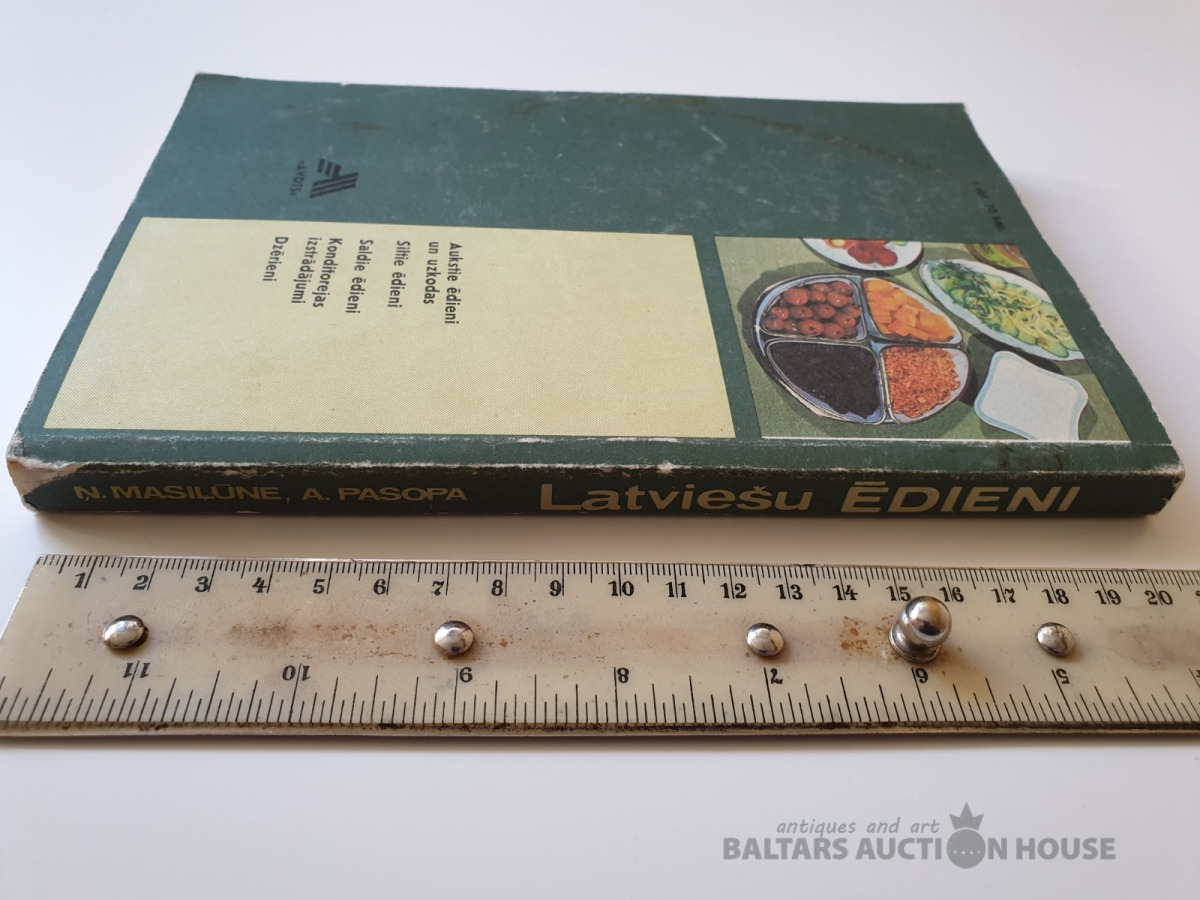 Aukstie ēdieni
un uzkodas
Siltie ēdieni
Saldie ēdieni
Konditorejas
izstrādājumi
Dzērieni
N. MASIĻŪNE, A. PASOPA
Latviešu ĒDIENI
1 2 3 4 5 6 7 8 9 10 11 12 13 14 15 16 17 18 19 20
11 10 9 8 7 6 5
antiques and art
BALTARS AUCTION HOUSE